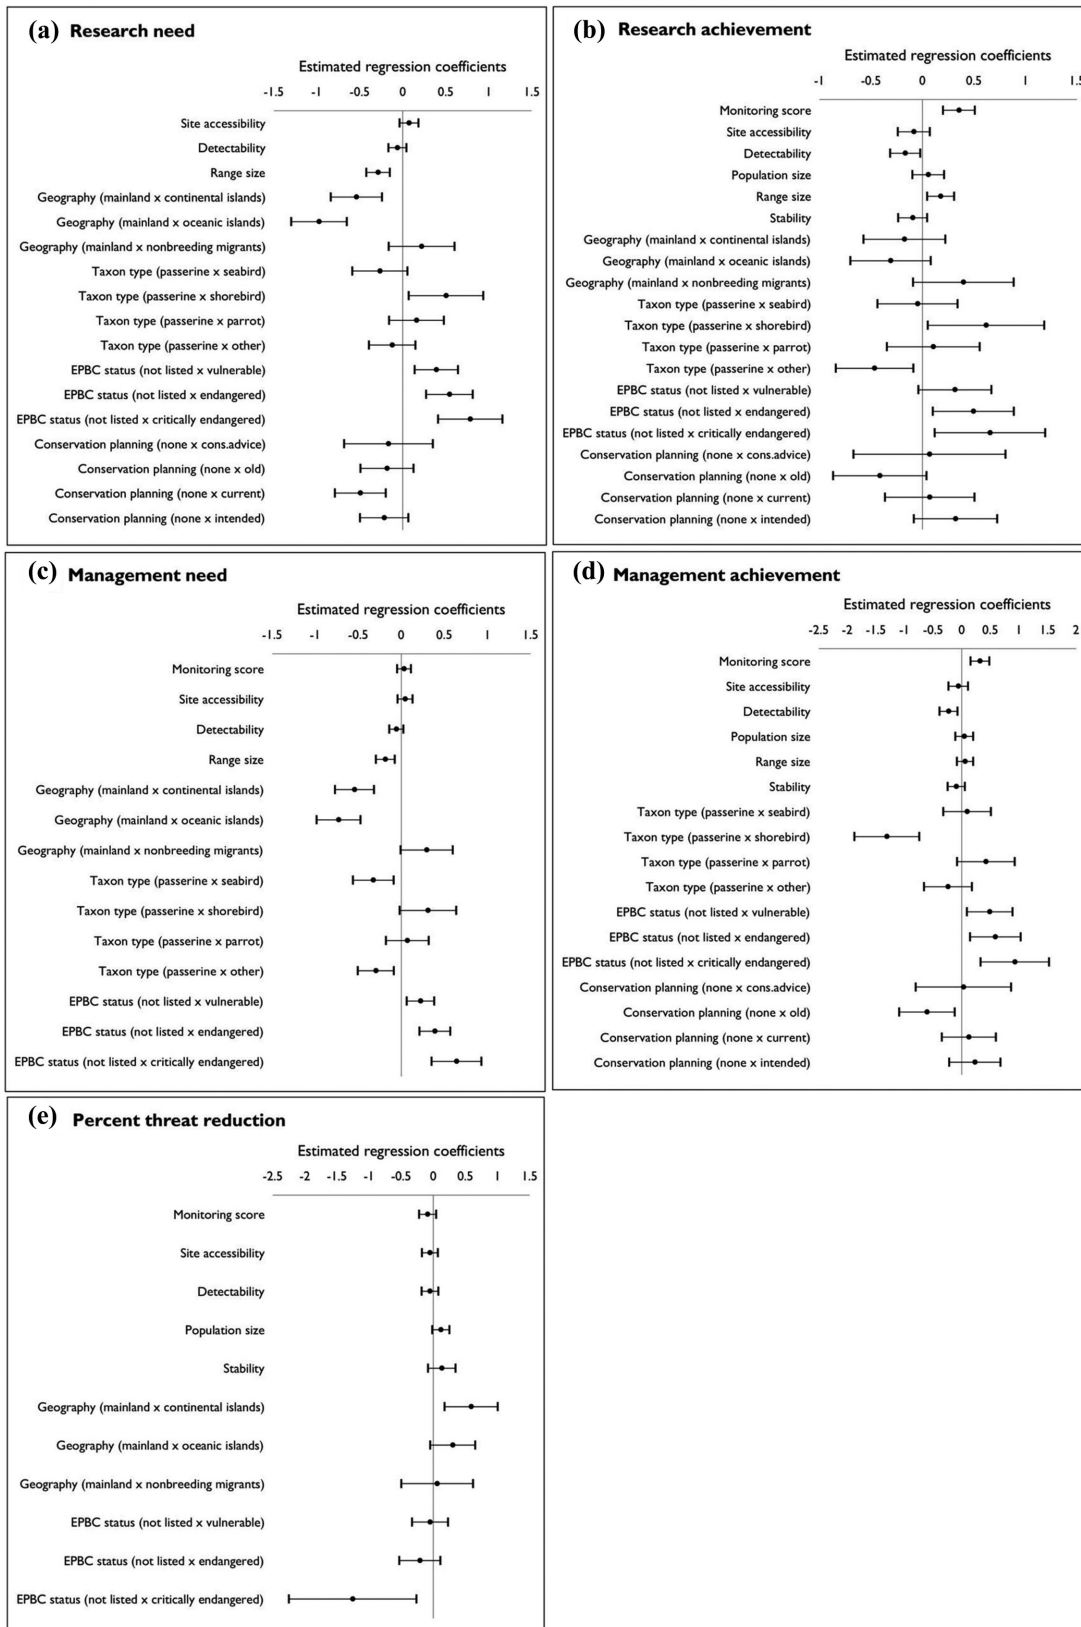 (a) Research need
Estimated regression coefficients
-1.5 -1 -0.5 0 0.5 1 1.5
Site accessibility
Detectability
Range size
Geography (mainland x continental islands)
Geography (mainland x oceanic islands)
Geography (mainland x nonbreeding migrants)
Taxon type (passerine x seabird)
Taxon type (passerine x shorebird)
Taxon type (passerine x parrot)
Taxon type (passerine x other)
EPBC status (not listed x vulnerable)
EPBC status (not listed x endangered)
EPBC status (not listed x critically endangered)
Conservation planning (none x cons.advice)
Conservation planning (none x old)
Conservation planning (none x current)
Conservation planning (none x intended)
(b) Research achievement
Estimated regression coefficients
-1 -0.5 0 0.5 1 1.5
Monitoring score
Site accessibility
Detectability
Population size
Range size
Stability
Geography (mainland x continental islands)
Geography (mainland x oceanic islands)
Geography (mainland x nonbreeding migrants)
Taxon type (passerine x seabird)
Taxon type (passerine x shorebird)
Taxon type (passerine x parrot)
Taxon type (passerine x other)
EPBC status (not listed x vulnerable)
EPBC status (not listed x endangered)
EPBC status (not listed x critically endangered)
Conservation planning (none x cons.advice)
Conservation planning (none x old)
Conservation planning (none x current)
Conservation planning (none x intended)
(c) Management need
Estimated regression coefficients
-1.5 -1 -0.5 0 0.5 1 1.5
Monitoring score
Site accessibility
Detectability
Range size
Geography (mainland x continental islands)
Geography (mainland x oceanic islands)
Geography (mainland x nonbreeding migrants)
Taxon type (passerine x seabird)
Taxon type (passerine x shorebird)
Taxon type (passerine x parrot)
Taxon type (passerine x other)
EPBC status (not listed x vulnerable)
EPBC status (not listed x endangered)
EPBC status (not listed x critically endangered)
(d) Management achievement
Estimated regression coefficients
-2.5 -2 -1.5 -1 -0.5 0 0.5 1 1.5 2
Monitoring score
Site accessibility
Detectability
Population size
Range size
Stability
Taxon type (passerine x seabird)
Taxon type (passerine x shorebird)
Taxon type (passerine x parrot)
Taxon type (passerine x other)
EPBC status (not listed x vulnerable)
EPBC status (not listed x endangered)
EPBC status (not listed x critically endangered)
Conservation planning (none x cons.advice)
Conservation planning (none x old)
Conservation planning (none x current)
Conservation planning (none x intended)
(e) Percent threat reduction
Estimated regression coefficients
-2.5 -2 -1.5 -1 -0.5 0 0.5 1 1.5
Monitoring score
Site accessibility
Detectability
Population size
Stability
Geography (mainland x continental islands)
Geography (mainland x oceanic islands)
Geography (mainland x nonbreeding migrants)
EPBC status (not listed x vulnerable)
EPBC status (not listed x endangered)
EPBC status (not listed x critically endangered)